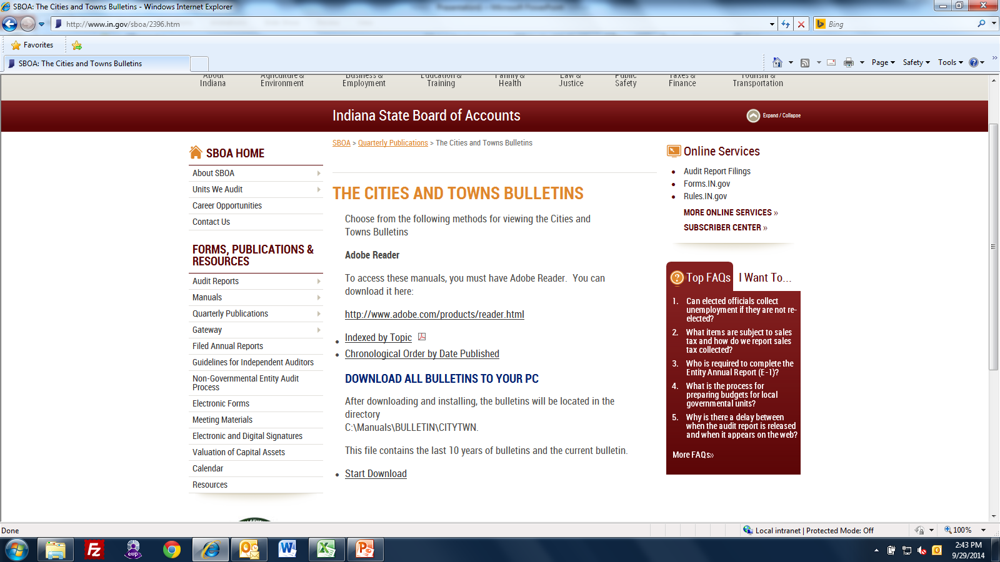 SBOA: The Cities and Towns Bulletins - Windows Internet Explorer
http://www.in.gov/sboa/2396.htm
Bing
Favorites
SBOA: The Cities and Towns Bulletins
Page
Safety
Tools
About
Indiana
Agriculture &
Environment
Business &
Employment
Education &
Training
Family &
Health
Law &
Justice
Public
Safety
Taxes &
Finance
Tourism &
Transportation
Indiana State Board of Accounts
Expand / Collapse
SBOA HOME
About SBOA
Units We Audit
Career Opportunities
Contact Us
FORMS, PUBLICATIONS &
RESOURCES
Audit Reports
Manuals
Quarterly Publications
Gateway
Filed Annual Reports
Guidelines for Independent Auditors
Non-Governmental Entity Audit
Process
Electronic Forms
Meeting Materials
Electronic and Digital Signatures
Valuation of Capital Assets
Calendar
Resources
SBOA > Quarterly Publications > The Cities and Towns Bulletins
THE CITIES AND TOWNS BULLETINS
Choose from the following methods for viewing the Cities and
Towns Bulletins
Adobe Reader
To access these manuals, you must have Adobe Reader. You can
download it here:
http://www.adobe.com/products/reader.html
• Indexed by Topic
• Chronological Order by Date Published
DOWNLOAD ALL BULLETINS TO YOUR PC
After downloading and installing, the bulletins will be located in the
directory
C:\Manuals\BULLETIN\CITYTWN.
This file contains the last 10 years of bulletins and the current bulletin.
• Start Download
Online Services
• Audit Report Filings
• Forms.IN.gov
• Rules.IN.gov
MORE ONLINE SERVICES »
SUBSCRIBER CENTER »
Top FAQs
I Want To...
1. Can elected officials collect
unemployment if they are not re-
elected?
2. What items are subject to sales
tax and how do we report sales
tax collected?
3. Who is required to complete the
Entity Annual Report (E-1)?
4. What is the process for
preparing budgets for local
governmental units?
5. Why is there a delay between
when the audit report is released
and when it appears on the web?
More FAQs»
Done
Local intranet | Protected Mode: Off
100%
ewp
2:43 PM
9/29/2014